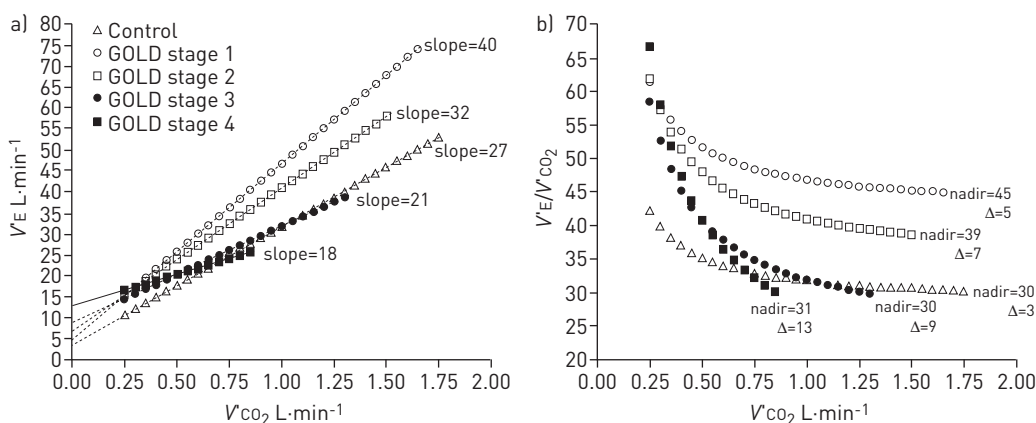 a)
80
75
70
65
60
55
50
45
40
35
30
25
20
15
10
5
0
V'E L·min-1
Control
GOLD stage 1
GOLD stage 2
GOLD stage 3
GOLD stage 4
slope=40
slope=32
slope=27
slope=21
slope=18
0.00 0.25 0.50 0.75 1.00 1.25 1.50 1.75 2.00
V'CO2 L·min-1
b)
80
75
70
65
60
55
50
45
40
35
30
25
20
V'E/V'CO2
nadir=45
Δ=5
nadir=39
Δ=7
nadir=30
Δ=3
nadir=31
Δ=13
nadir=30
Δ=9
0.00 0.25 0.50 0.75 1.00 1.25 1.50 1.75 2.00
V'CO2 L·min-1